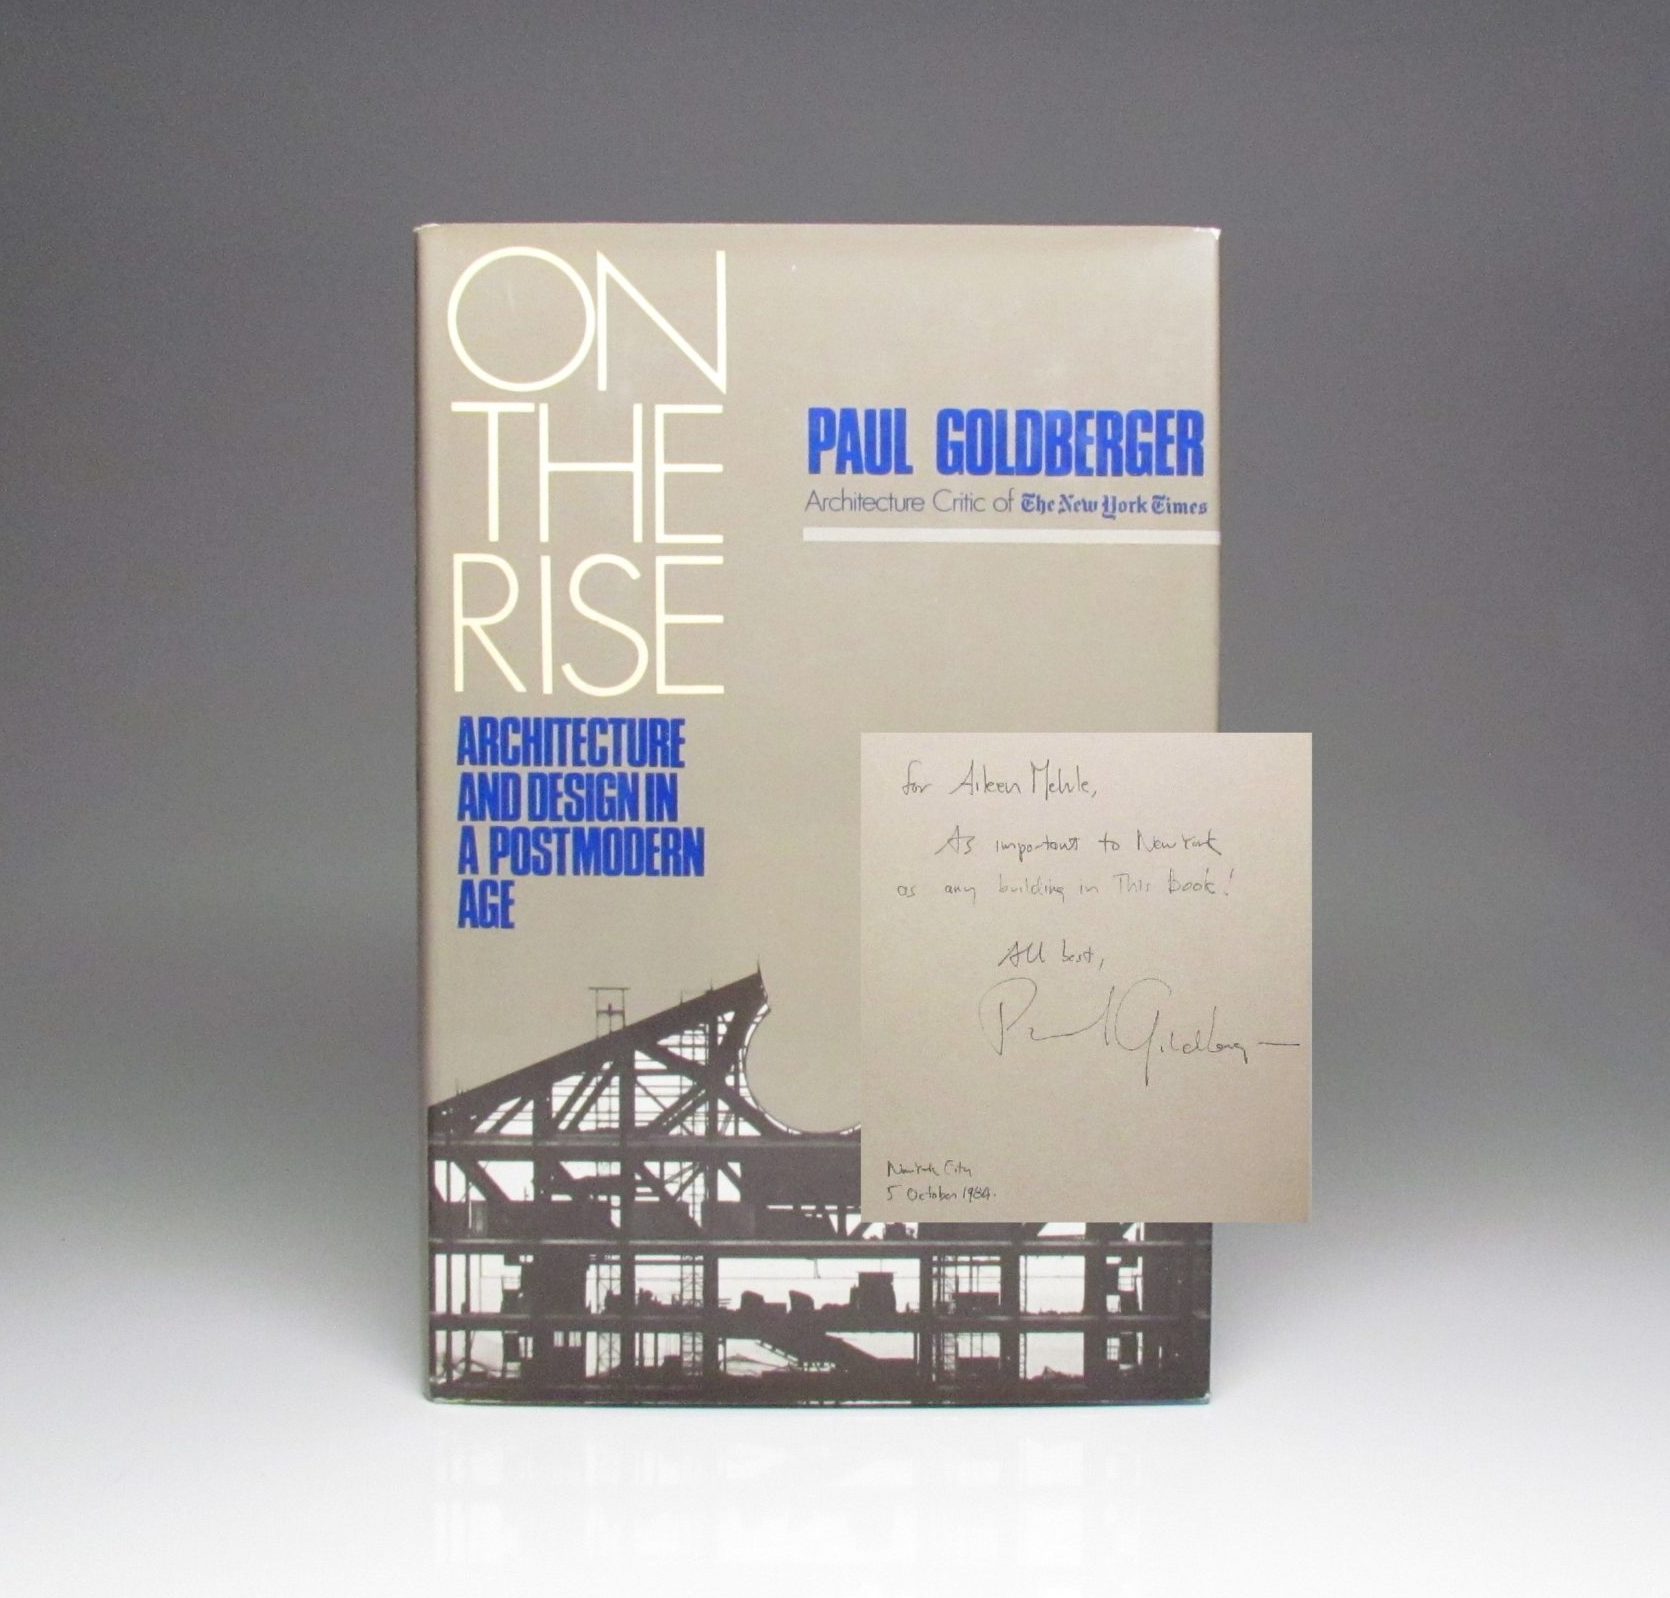 ON
THE
RISE
ARCHITECTURE
AND DESIGN IN
A POSTMODERN
AGE
PAUL GOLDBERGER
Architecture Critic of The New York Times
for Aileen Mehle,
As important to New York
as any building in This Book!
All best,
Paul Goldberger
New York City
5 October 1984.